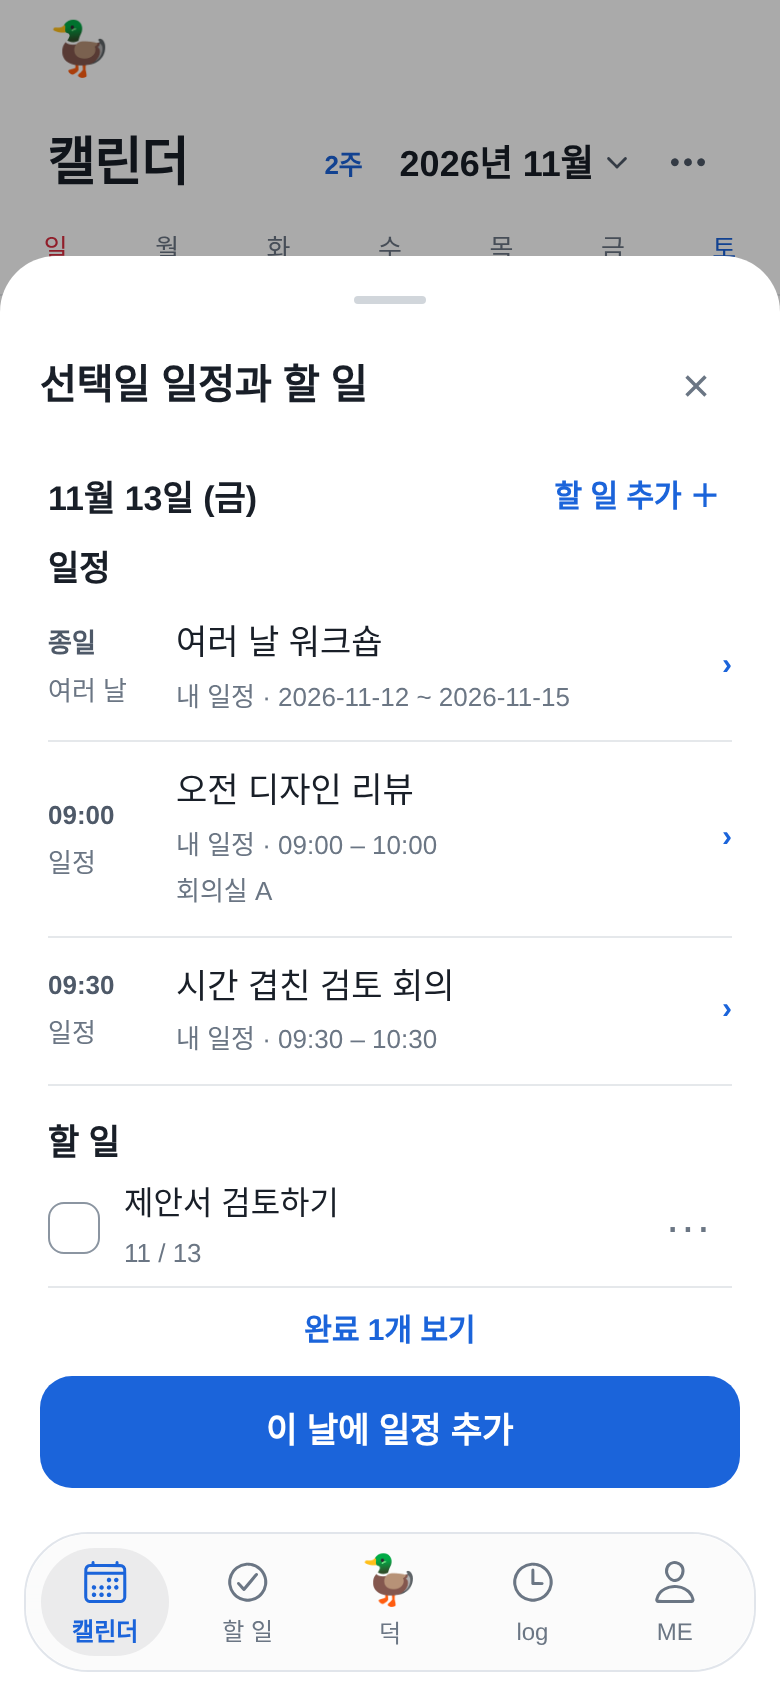 캘린더
2주
2026년 11월
일 월 화 수 목 금 토
선택일 일정과 할 일
11월 13일 (금)
할 일 추가
일정
종일
여러 날
여러 날 워크숍
내 일정 · 2026-11-12 ~ 2026-11-15
09:00
일정
오전 디자인 리뷰
내 일정 · 09:00 – 10:00
회의실 A
09:30
일정
시간 겹친 검토 회의
내 일정 · 09:30 – 10:30
할 일
제안서 검토하기
11 / 13
완료 1개 보기
이 날에 일정 추가
캘린더
할 일
덕
log
ME